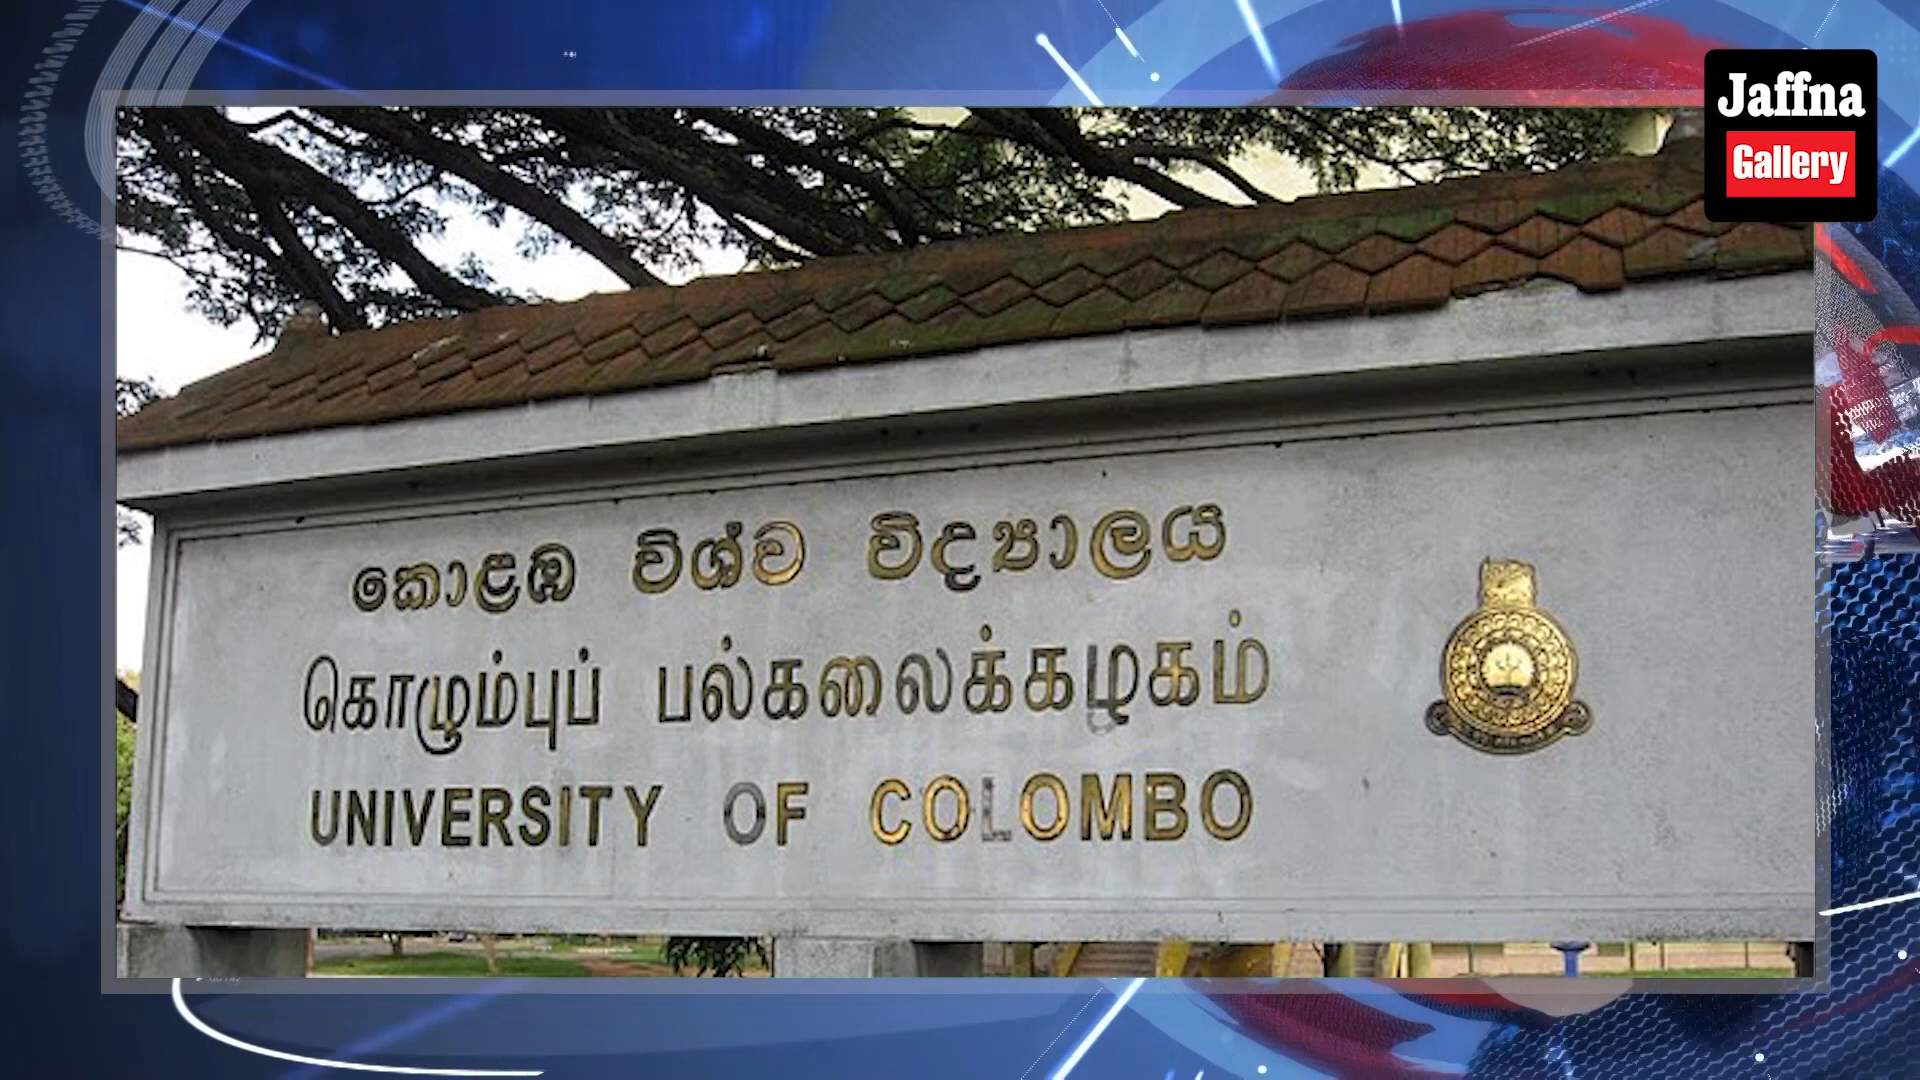 Jaffna
Gallery
කොළඹ විශ්ව විද්‍යාලය
கொழும்புப் பல்கலைக்கழகம்
UNIVERSITY OF COLOMBO